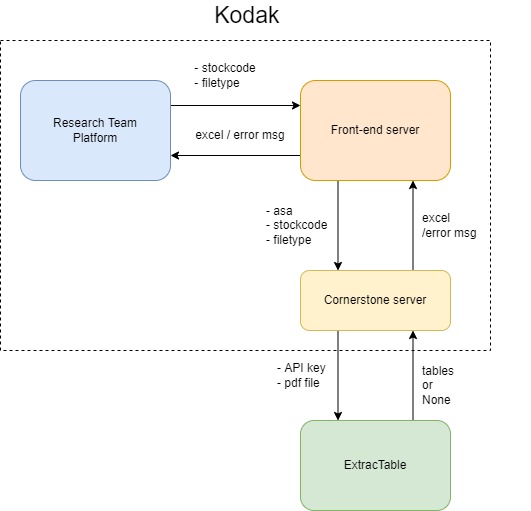 Kodak
- stockcode
- filetype
Research Team
Platform
Front-end server
excel / error msg
- asa
- stockcode
- filetype
excel
/error msg
Cornerstone server
- API key
- pdf file
tables
or
None
ExtracTable